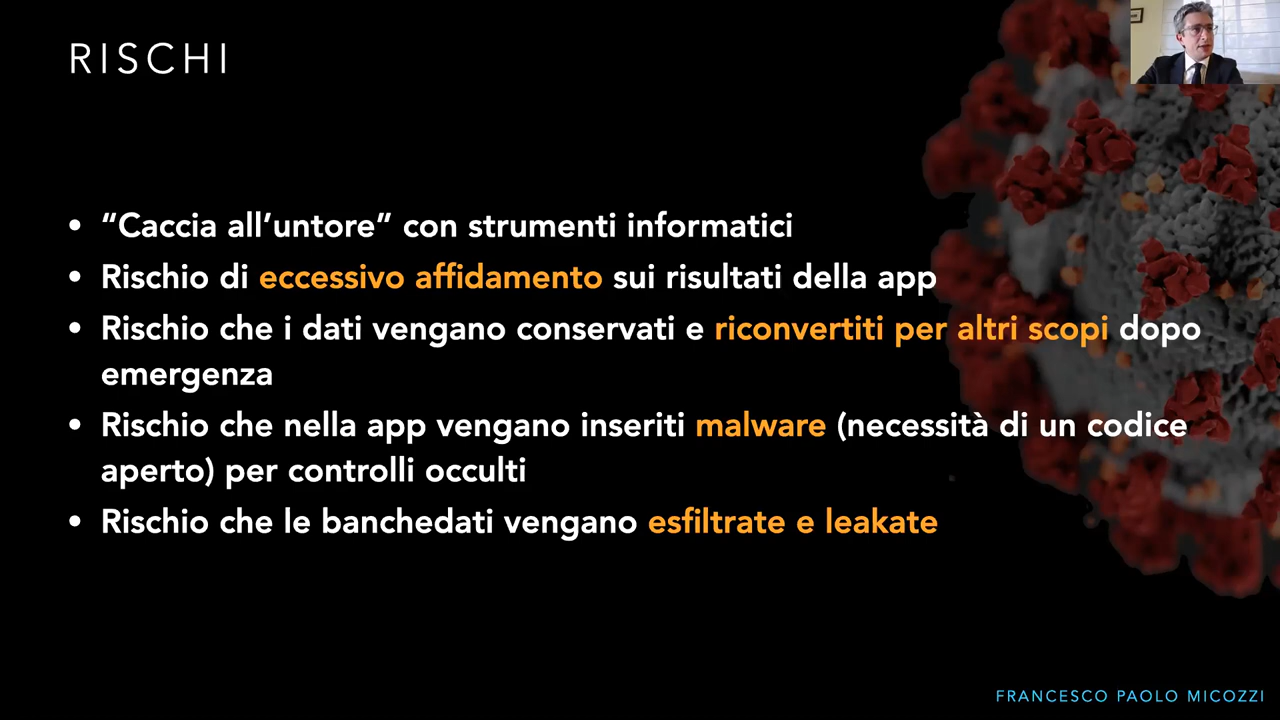 RISCHI
• “Caccia all’untore” con strumenti informatici
• Rischio di eccessivo affidamento sui risultati della app
• Rischio che i dati vengano conservati e riconvertiti per altri scopi dopo
emergenza
• Rischio che nella app vengano inseriti malware (necessità di un codice
aperto) per controlli occulti
• Rischio che le banchedati vengano esfiltrate e leakate
FRANCESCO PAOLO MICOZZI